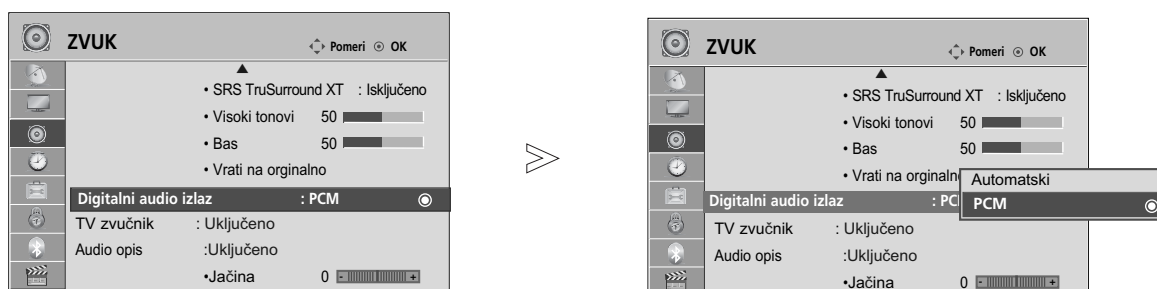 ZVUK
Pomeri OK
• SRS TruSurround XT : Isključeno
• Visoki tonovi 50
• Bas 50
• Vrati na orginalno
Digitalni audio izlaz : PCM
TV zvučnik : Uključeno
Audio opis :Uključeno
•Jačina 0 - +
ZVUK
Pomeri OK
• SRS TruSurround XT : Isključeno
• Visoki tonovi 50
• Bas 50
• Vrati na orginaln
Automatski
Digitalni audio izlaz : PC
PCM
TV zvučnik : Uključeno
Audio opis :Uključeno
•Jačina 0 - +